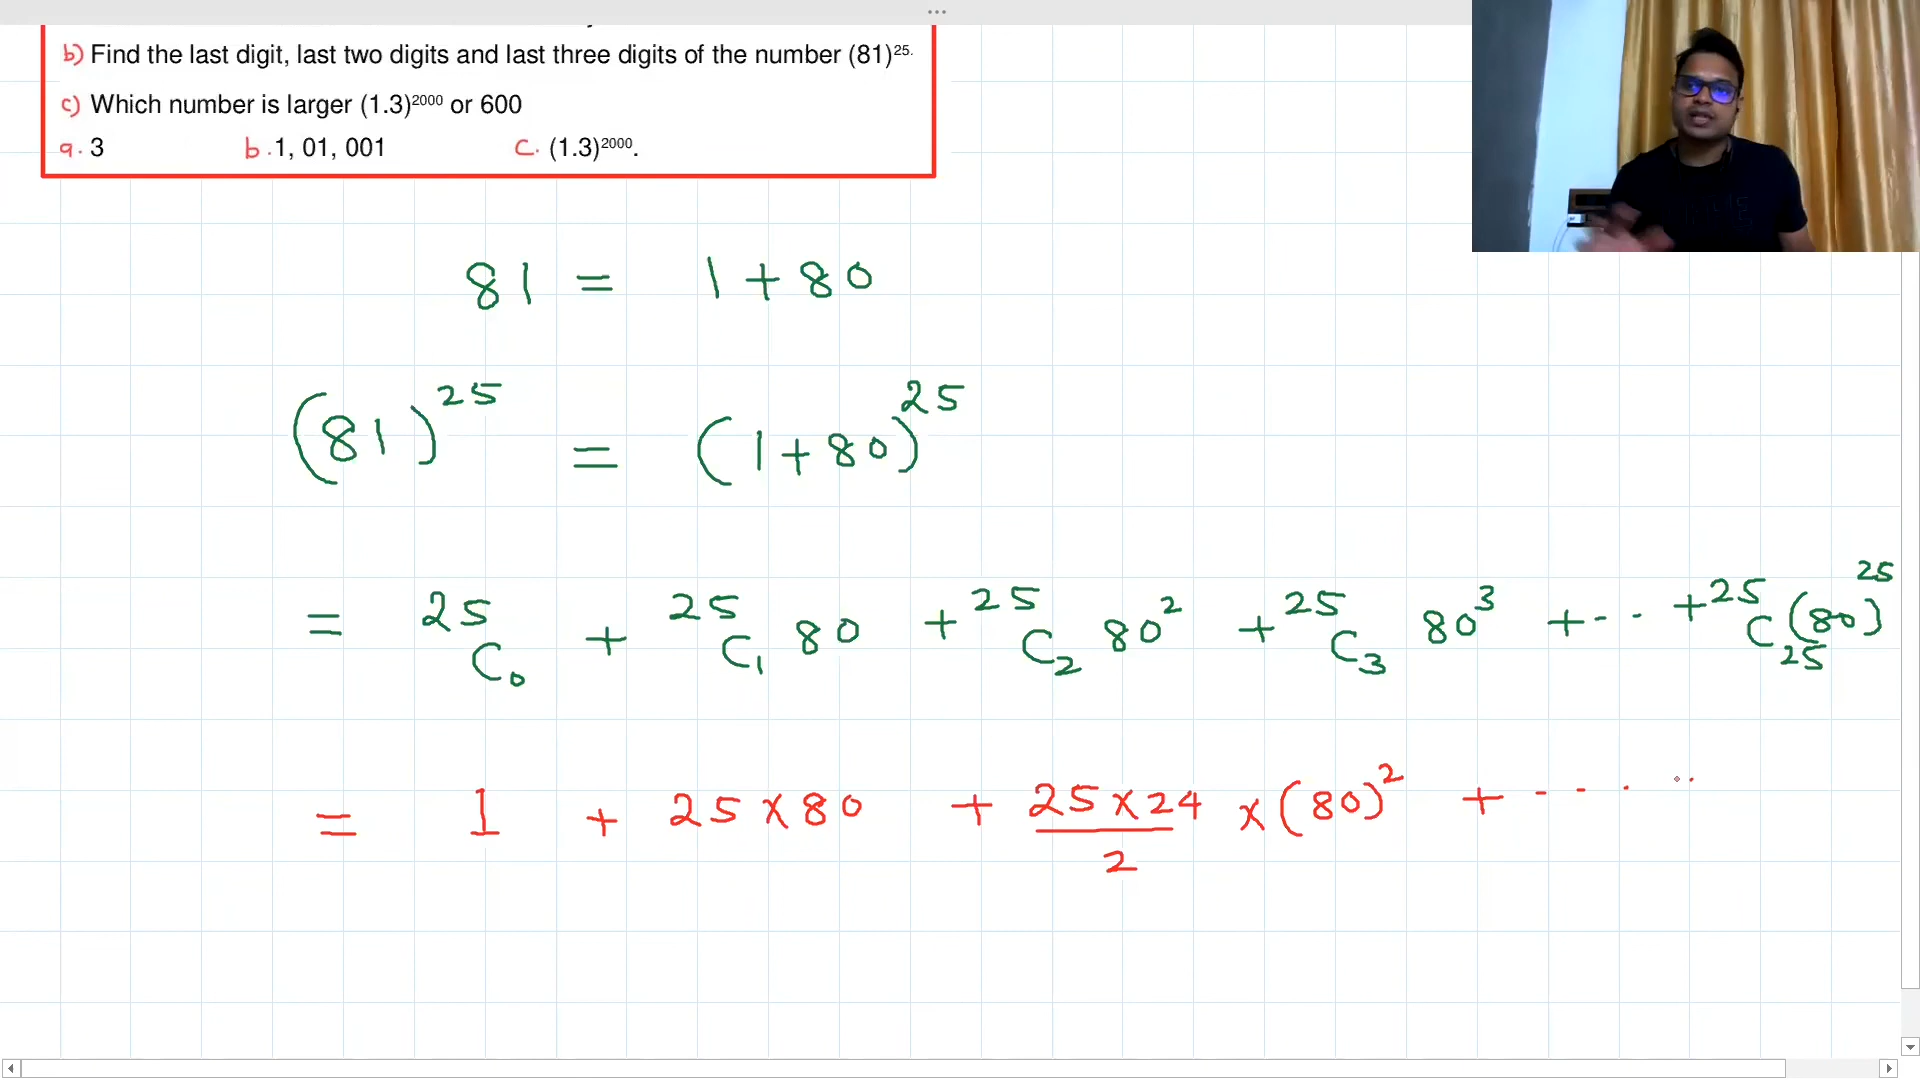 b) Find the last digit, last two digits and last three digits of the number (81)²⁵.
c) Which number is larger (1.3)²⁰⁰⁰ or 600
a. 3 b. 1, 01, 001 c. (1.3)²⁰⁰⁰.
81 = 1 + 80
(81)²⁵ = (1 + 80)²⁵
= ²⁵C₀ + ²⁵C₁ 80 + ²⁵C₂ 80² + ²⁵C₃ 80³ + ·· + ²⁵C₂₅ (80)²⁵
= 1 + 25 × 80 + (25 × 24)/2 × (80)² + ·····